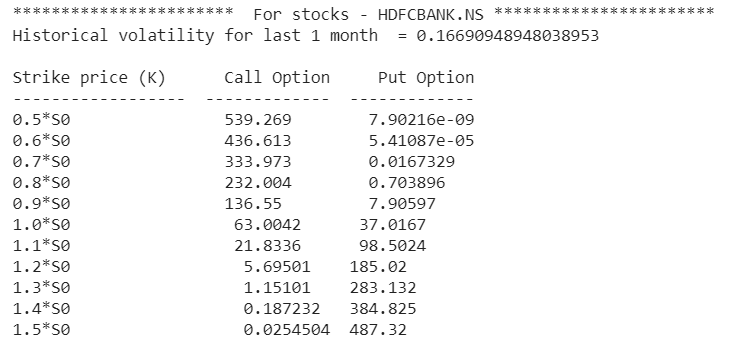 *********************** For stocks - HDFCBANK.NS ***********************
Historical volatility for last 1 month  = 0.16690948948038953
Strike price (K)      Call Option     Put Option
------------------  -------------  -------------
0.5*S0                539.269        7.90216e-09
0.6*S0                436.613        5.41087e-05
0.7*S0                333.973        0.0167329
0.8*S0                232.004        0.703896
0.9*S0                136.55         7.90597
1.0*S0                 63.0042      37.0167
1.1*S0                 21.8336      98.5024
1.2*S0                  5.69501    185.02
1.3*S0                  1.15101    283.132
1.4*S0                  0.187232   384.825
1.5*S0                  0.0254504  487.32